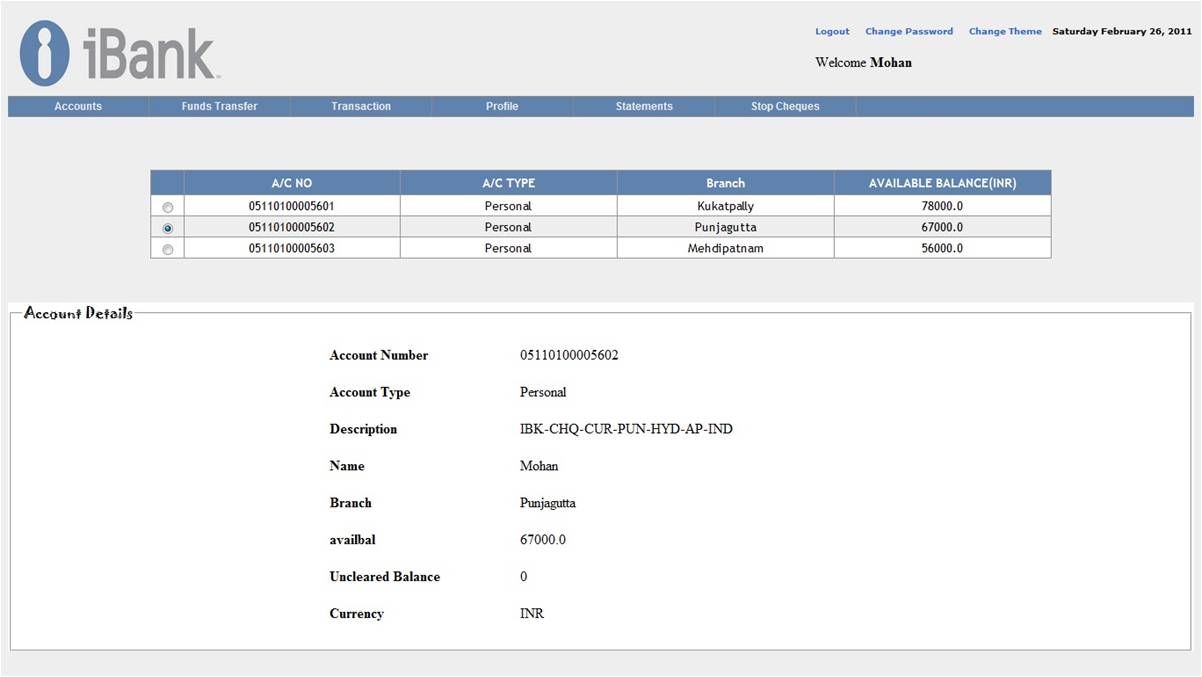 iBank
Logout Change Password Change Theme Saturday February 26, 2011
Welcome Mohan
Accounts Funds Transfer Transaction Profile Statements Stop Cheques
A/C NO A/C TYPE Branch AVAILABLE BALANCE(INR)
05110100005601 Personal Kukatpally 78000.0
05110100005602 Personal Punjagutta 67000.0
05110100005603 Personal Mehdipatnam 56000.0
Account Details
Account Number 05110100005602
Account Type Personal
Description IBK-CHQ-CUR-PUN-HYD-AP-IND
Name Mohan
Branch Punjagutta
availbal 67000.0
Uncleared Balance 0
Currency INR